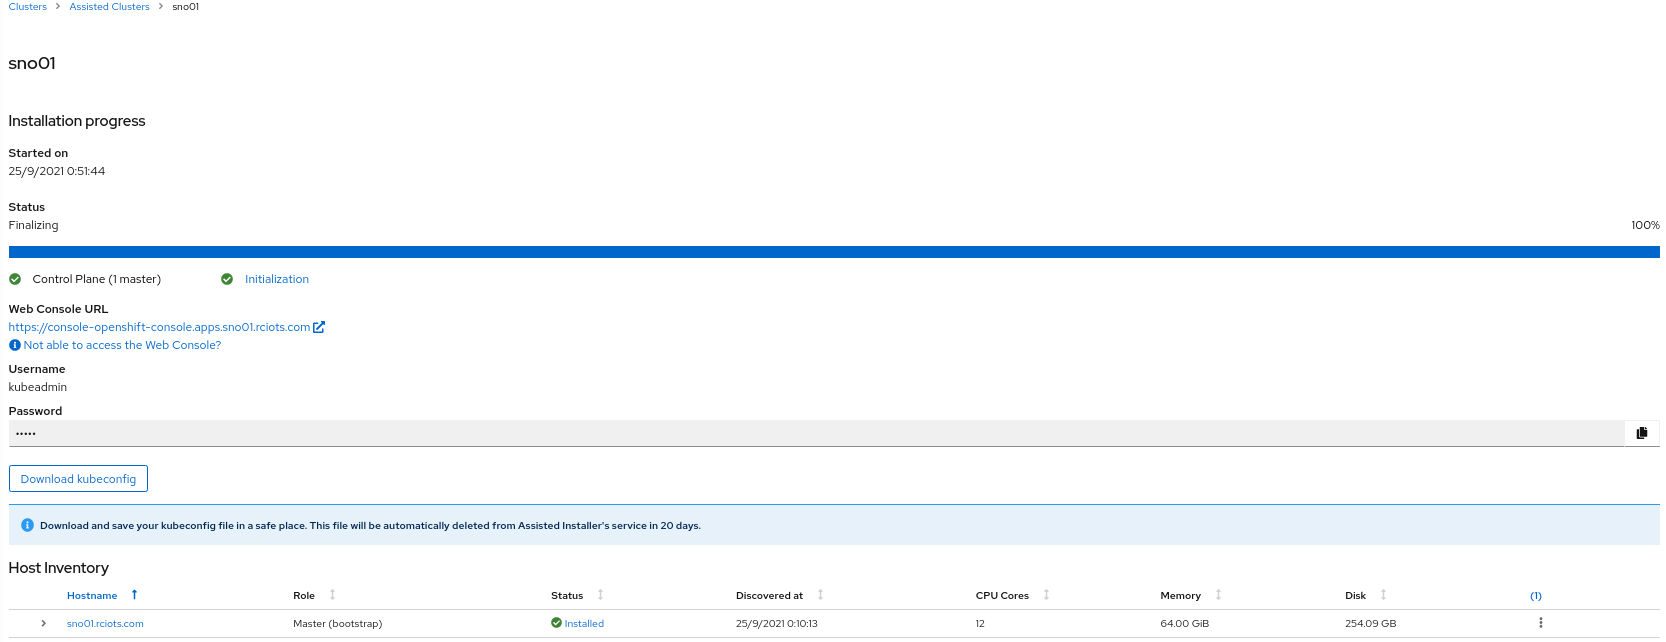 Clusters > Assisted Clusters > sno01
sno01
Installation progress
Started on
25/9/2021 0:51:44
Status
Finalizing 100%
Control Plane (1 master) Initialization
Web Console URL
https://console-openshift-console.apps.sno01.rciots.com
Not able to access the Web Console?
Username
kubeadmin
Password
•••••
Download kubeconfig
Download and save your kubeconfig file in a safe place. This file will be automatically deleted from Assisted Installer's service in 20 days.
Host Inventory
Hostname Role Status Discovered at CPU Cores Memory Disk (1)
sno01.rciots.com Master (bootstrap) Installed 25/9/2021 0:10:13 12 64.00 GiB 254.09 GB